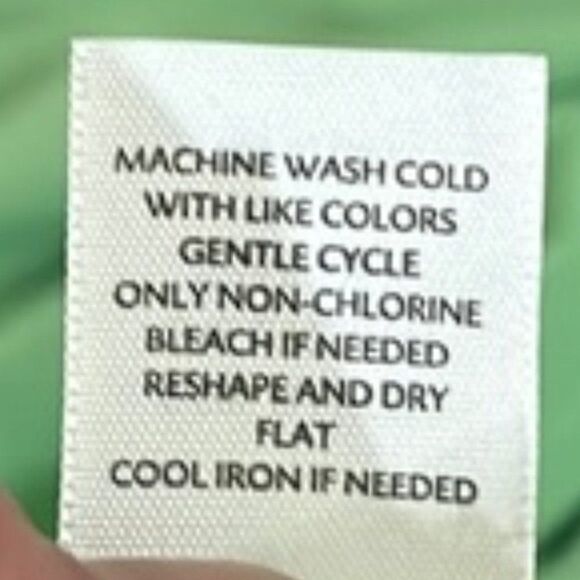 MACHINE WASH COLD
WITH LIKE COLORS
GENTLE CYCLE
ONLY NON-CHLORINE
BLEACH IF NEEDED
RESHAPE AND DRY
FLAT
COOL IRON IF NEEDED